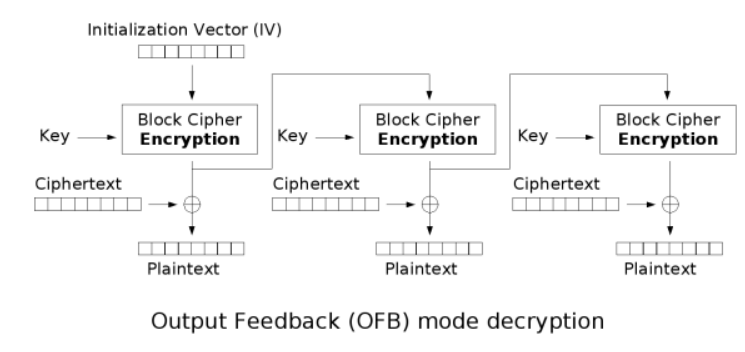 Initialization Vector (IV)
Block Cipher
Encryption
Block Cipher
Encryption
Block Cipher
Encryption
Key
Key
Key
Ciphertext
Ciphertext
Ciphertext
Plaintext
Plaintext
Plaintext
Output Feedback (OFB) mode decryption